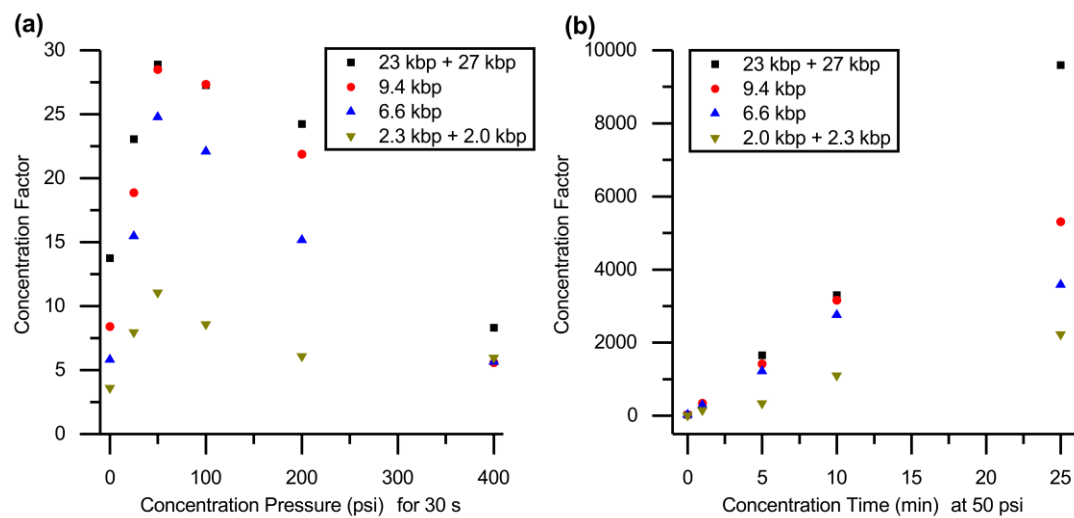 (a)
30
25
20
15
10
5
0
Concentration Factor
0 100 200 300 400
Concentration Pressure (psi) for 30 s
23 kbp + 27 kbp
9.4 kbp
6.6 kbp
2.3 kbp + 2.0 kbp
(b)
10000
8000
6000
4000
2000
0
Concentration Factor
0 5 10 15 20 25
Concentration Time (min) at 50 psi
23 kbp + 27 kbp
9.4 kbp
6.6 kbp
2.0 kbp + 2.3 kbp